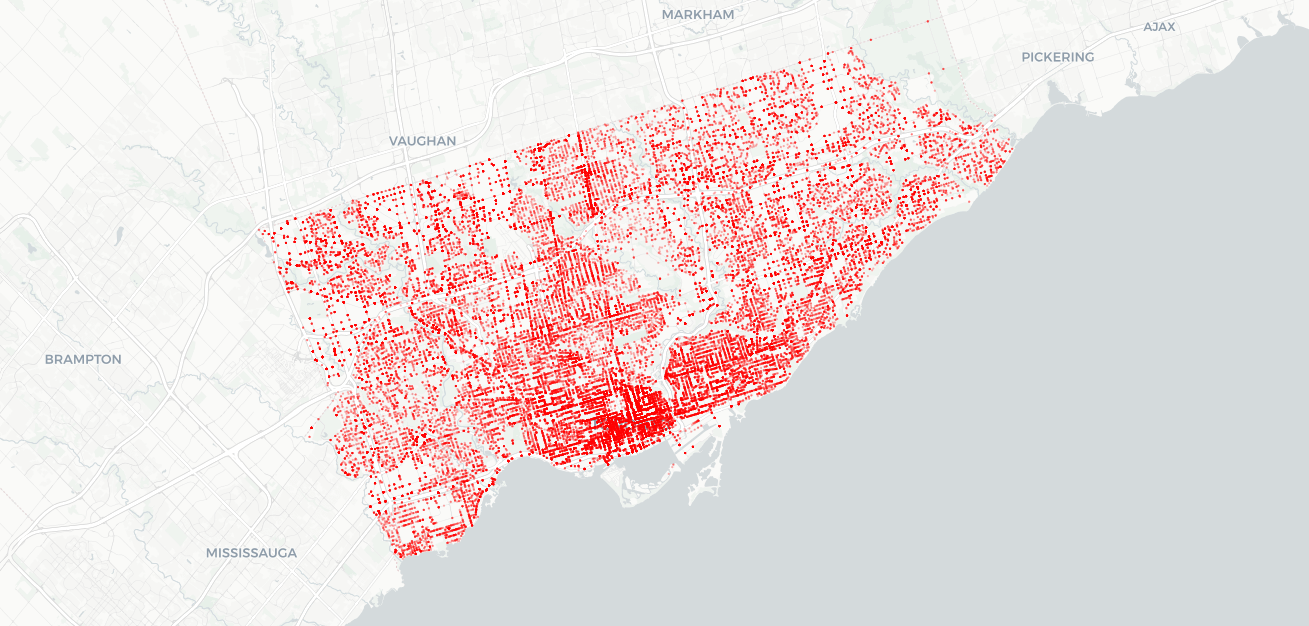 MARKHAM
AJAX
PICKERING
VAUGHAN
BRAMPTON
MISSISSAUGA